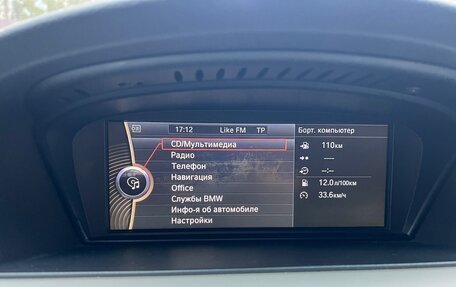 17:12 Like FM TP
CD/Мультимедиа
Радио
Телефон
Навигация
Office
Службы BMW
Инфо-я об автомобиле
Настройки
Борт. компьютер
110км
----
--:--
12.0л/100км
33.6км/ч